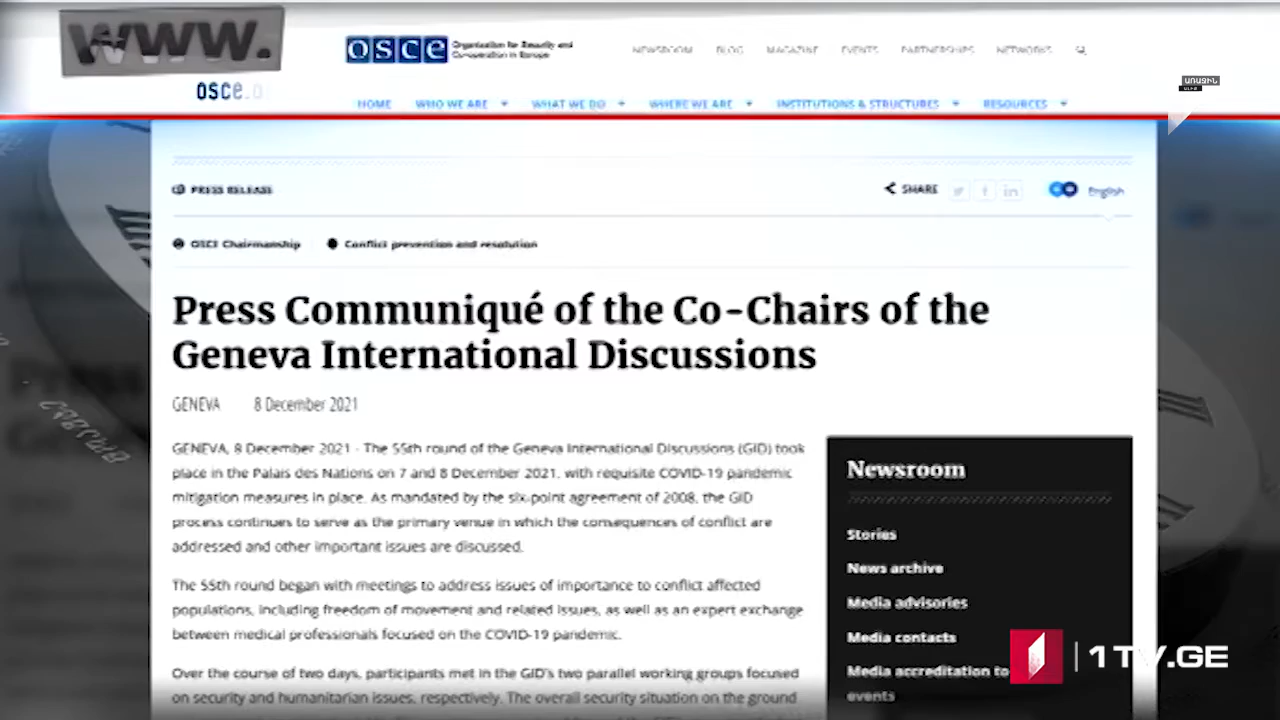 www.
osce.o
osce Organization for Security and
Co-operation in Europe
NEWSROOM BLOG MAGAZINE EVENTS PARTNERSHIPS NETWORKS
ԱՌԱՋԻՆ
ԱԼԻՔ
HOME WHO WE ARE WHAT WE DO WHERE WE ARE INSTITUTIONS & STRUCTURES RESOURCES
PRESS RELEASE SHARE English
OSCE Chairmanship Conflict prevention and resolution
Press Communiqué of the Co-Chairs of the
Geneva International Discussions
GENEVA 8 December 2021
GENEVA, 8 December 2021 - The 55th round of the Geneva International Discussions (GID) took
place in the Palais des Nations on 7 and 8 December 2021, with requisite COVID-19 pandemic
mitigation measures in place. As mandated by the six-point agreement of 2008, the GID
process continues to serve as the primary venue in which the consequences of conflict are
addressed and other important issues are discussed.
The 55th round began with meetings to address issues of importance to conflict affected
populations, including freedom of movement and related issues, as well as an expert exchange
between medical professionals focused on the COVID-19 pandemic.
Over the course of two days, participants met in the GID's two parallel working groups focused
on security and humanitarian issues, respectively. The overall security situation on the ground
Newsroom
Stories
News archive
Media advisories
Media contacts
Media accreditation to
events
1TV.GE